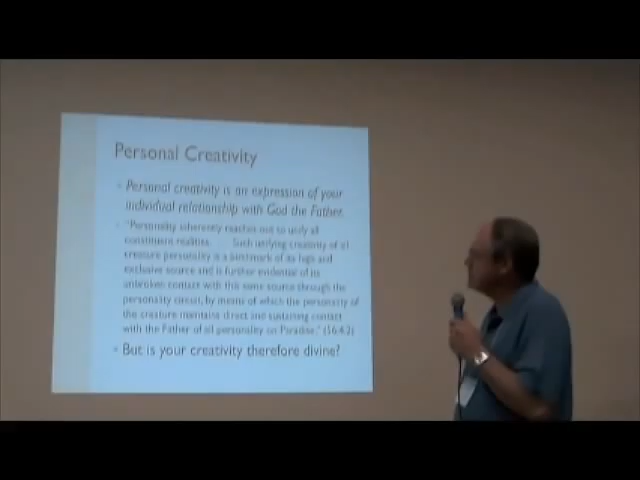 Personal Creativity
Personal creativity is an expression of your
individual relationship with God the Father.
"Personality inherently reaches out to unify all
constituent realities. . . . Such unifying creativity of all
creature personality is a birthmark of its high and
exclusive source and is further evidential of its
unbroken contact with this same source through the
personality circuit, by means of which the personality of
the creature maintains direct and sustaining contact
with the Father of all personality on Paradise." (56:4.2)
But is your creativity therefore divine?